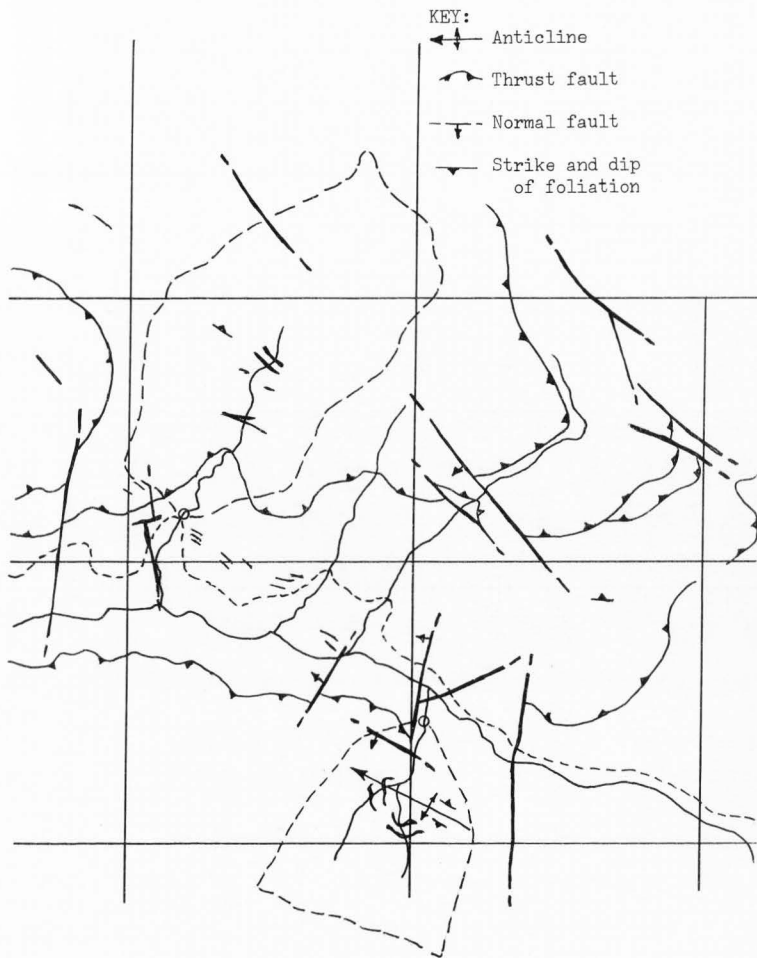 KEY:
Anticline
Thrust fault
Normal fault
Strike and dip
of foliation